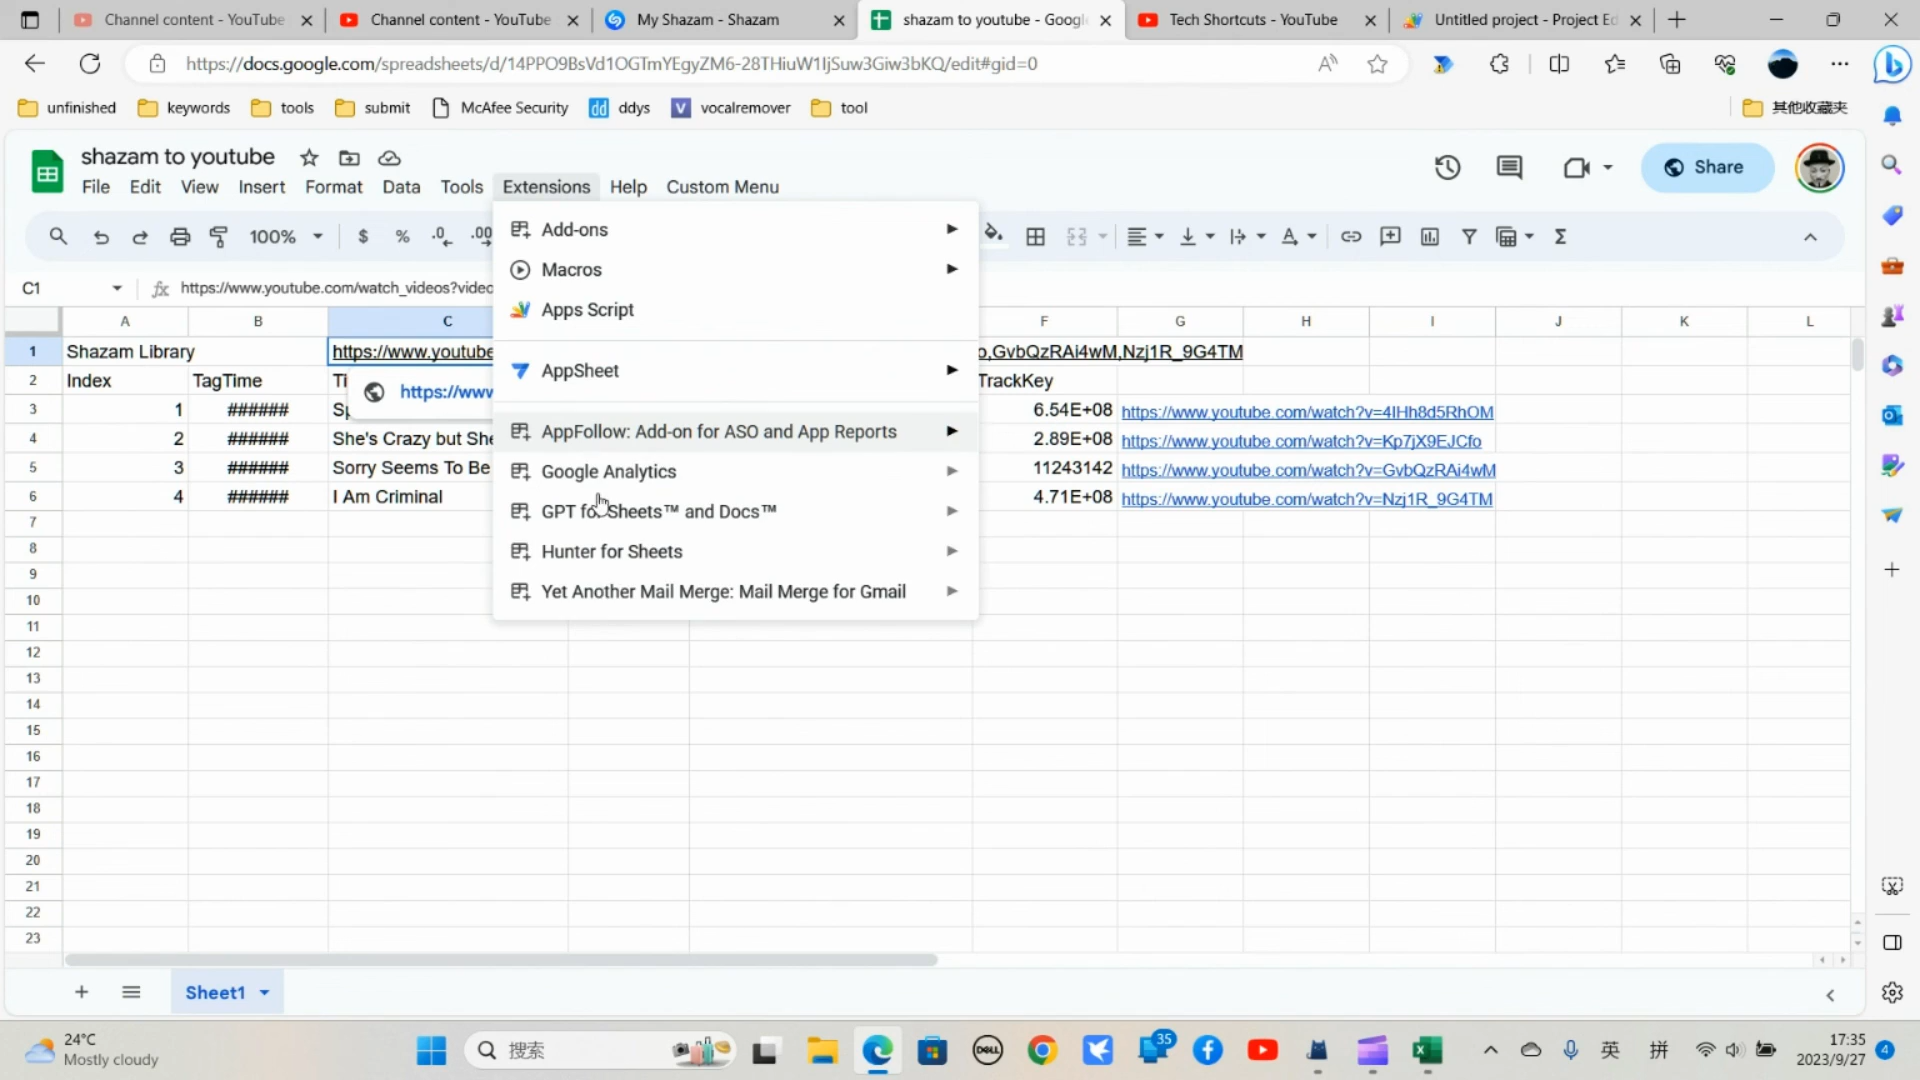 Channel content - YouTube
Channel content - YouTube
My Shazam - Shazam
shazam to youtube - Google
Tech Shortcuts - YouTube
Untitled project - Project Ed
https://docs.google.com/spreadsheets/d/14PPO9BsVd1OGTmYEgyZM6-28THiuW1IjSuw3Giw3bKQ/edit#gid=0
unfinished keywords tools submit McAfee Security dd ddys V vocalremover tool 其他收藏夹
shazam to youtube
Share
File Edit View Insert Format Data Tools Extensions Help Custom Menu
100% $ % .0 .00
C1 fx https://www.youtube.com/watch_videos?video
Add-ons
Macros
Apps Script
AppSheet
AppFollow: Add-on for ASO and App Reports
Google Analytics
GPT for Sheets™ and Docs™
Hunter for Sheets
Yet Another Mail Merge: Mail Merge for Gmail
A B C F G H I J K L
1 Shazam Library https://www.youtube o,GvbQzRAi4wM,Nzj1R_9G4TM
2 Index TagTime Ti TrackKey
https://www
3 1 ###### Sp 6.54E+08 https://www.youtube.com/watch?v=4IHh8d5RhOM
4 2 ###### She's Crazy but She 2.89E+08 https://www.youtube.com/watch?v=Kp7jX9EJCfo
5 3 ###### Sorry Seems To Be 11243142 https://www.youtube.com/watch?v=GvbQzRAi4wM
6 4 ###### I Am Criminal 4.71E+08 https://www.youtube.com/watch?v=Nzj1R_9G4TM
7
8
9
10
11
12
13
14
15
16
17
18
19
20
21
22
23
Sheet1
24°C
Mostly cloudy
搜索
DELL
35
英 拼
17:35
2023/9/27
4